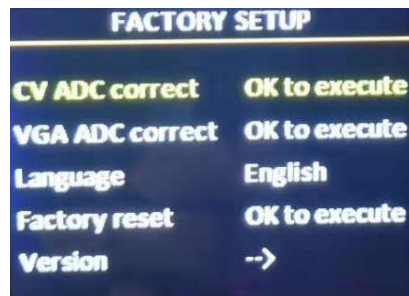 FACTORY SETUP
CV ADC correct OK to execute
VGA ADC correct OK to execute
Language English
Factory reset OK to execute
Version -->